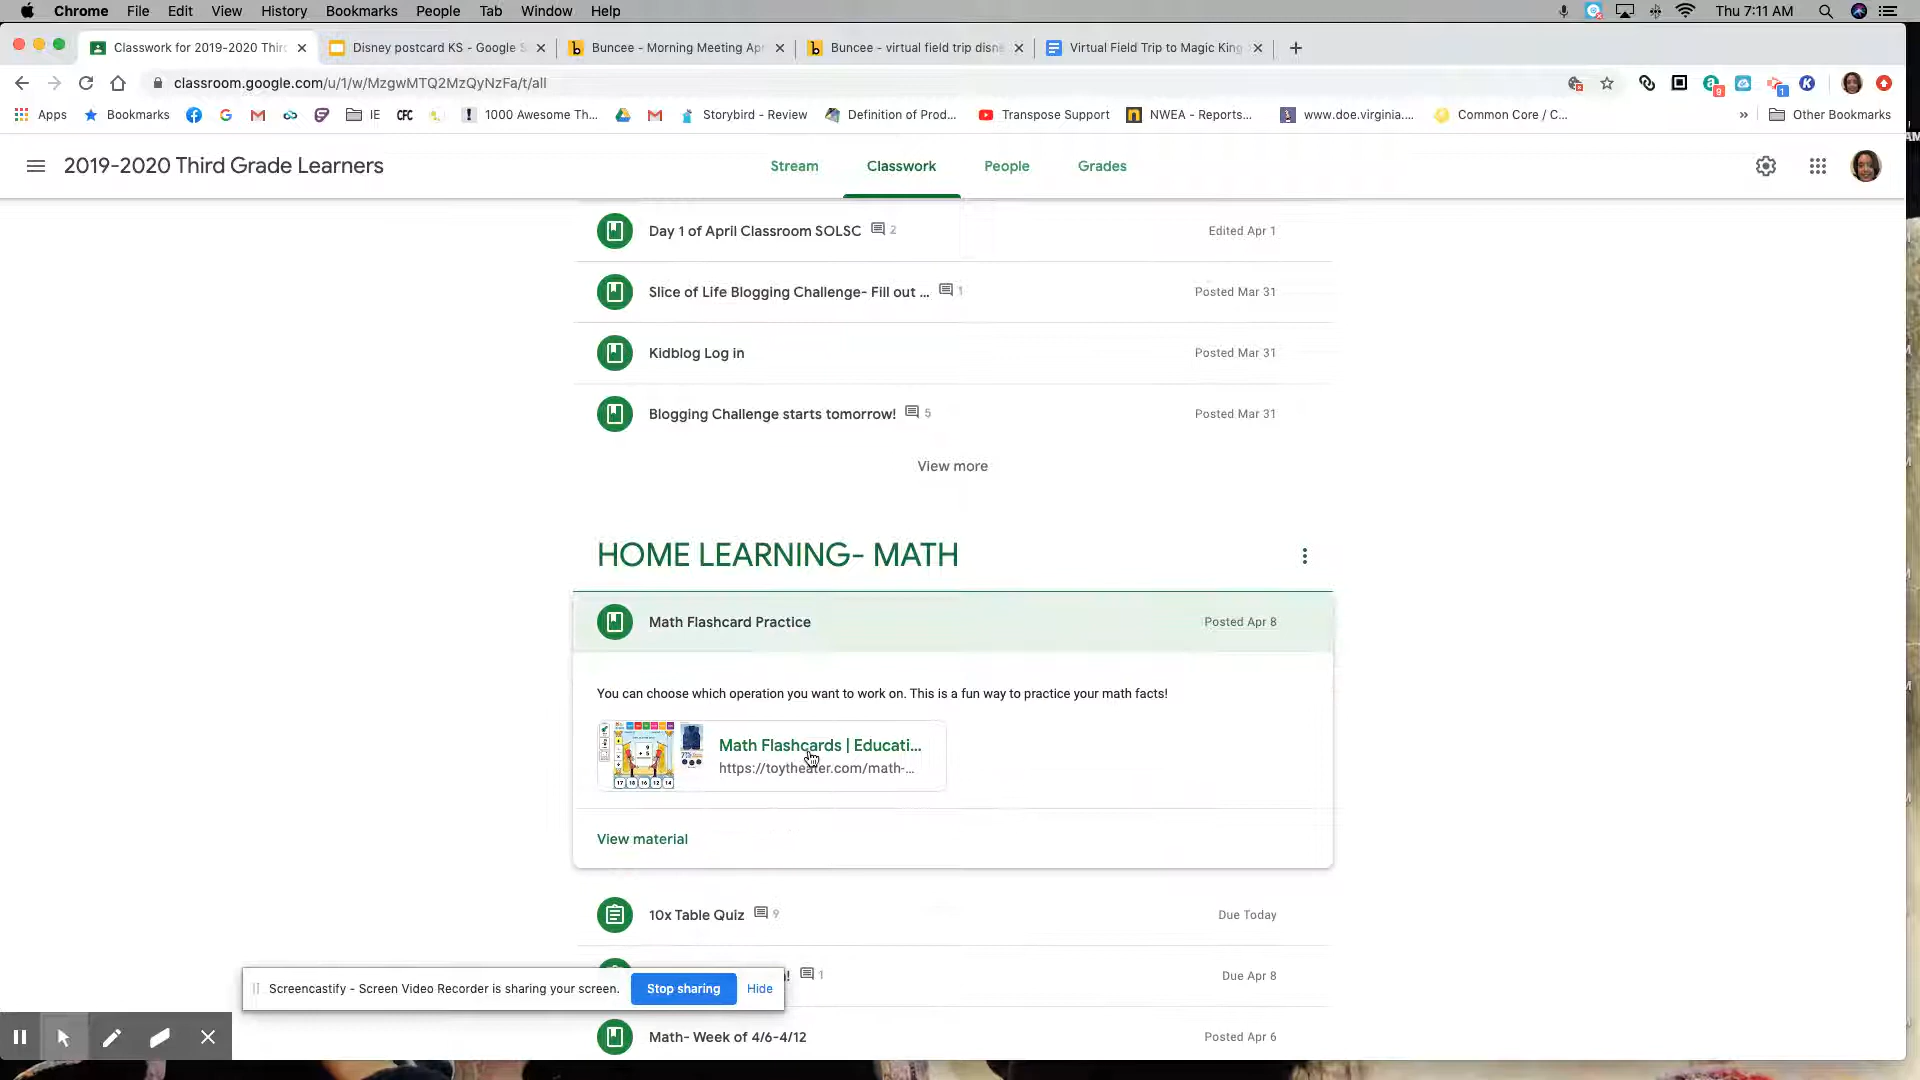 Chrome File Edit View History Bookmarks People Tab Window Help Thu 7:11 AM
Classwork for 2019-2020 Thir
Disney postcard KS - Google S
Buncee - Morning Meeting Apr
Buncee - virtual field trip disne
Virtual Field Trip to Magic King
classroom.google.com/u/1/w/MzgwMTQ2MzQyNzFa/t/all
Apps Bookmarks IE CFC 1000 Awesome Th... Storybird - Review Definition of Prod... Transpose Support NWEA - Reports... www.doe.virginia.... Common Core / C... » Other Bookmarks
2019-2020 Third Grade Learners Stream Classwork People Grades
Day 1 of April Classroom SOLSC 2 Edited Apr 1
Slice of Life Blogging Challenge- Fill out ... 1 Posted Mar 31
Kidblog Log in Posted Mar 31
Blogging Challenge starts tomorrow! 5 Posted Mar 31
View more
HOME LEARNING- MATH
Math Flashcard Practice Posted Apr 8
You can choose which operation you want to work on. This is a fun way to practice your math facts!
Math Flashcards | Educati...
https://toytheater.com/math-...
View material
10x Table Quiz 9 Due Today
! 1 Due Apr 8
Screencastify - Screen Video Recorder is sharing your screen. Stop sharing Hide
Math- Week of 4/6-4/12 Posted Apr 6